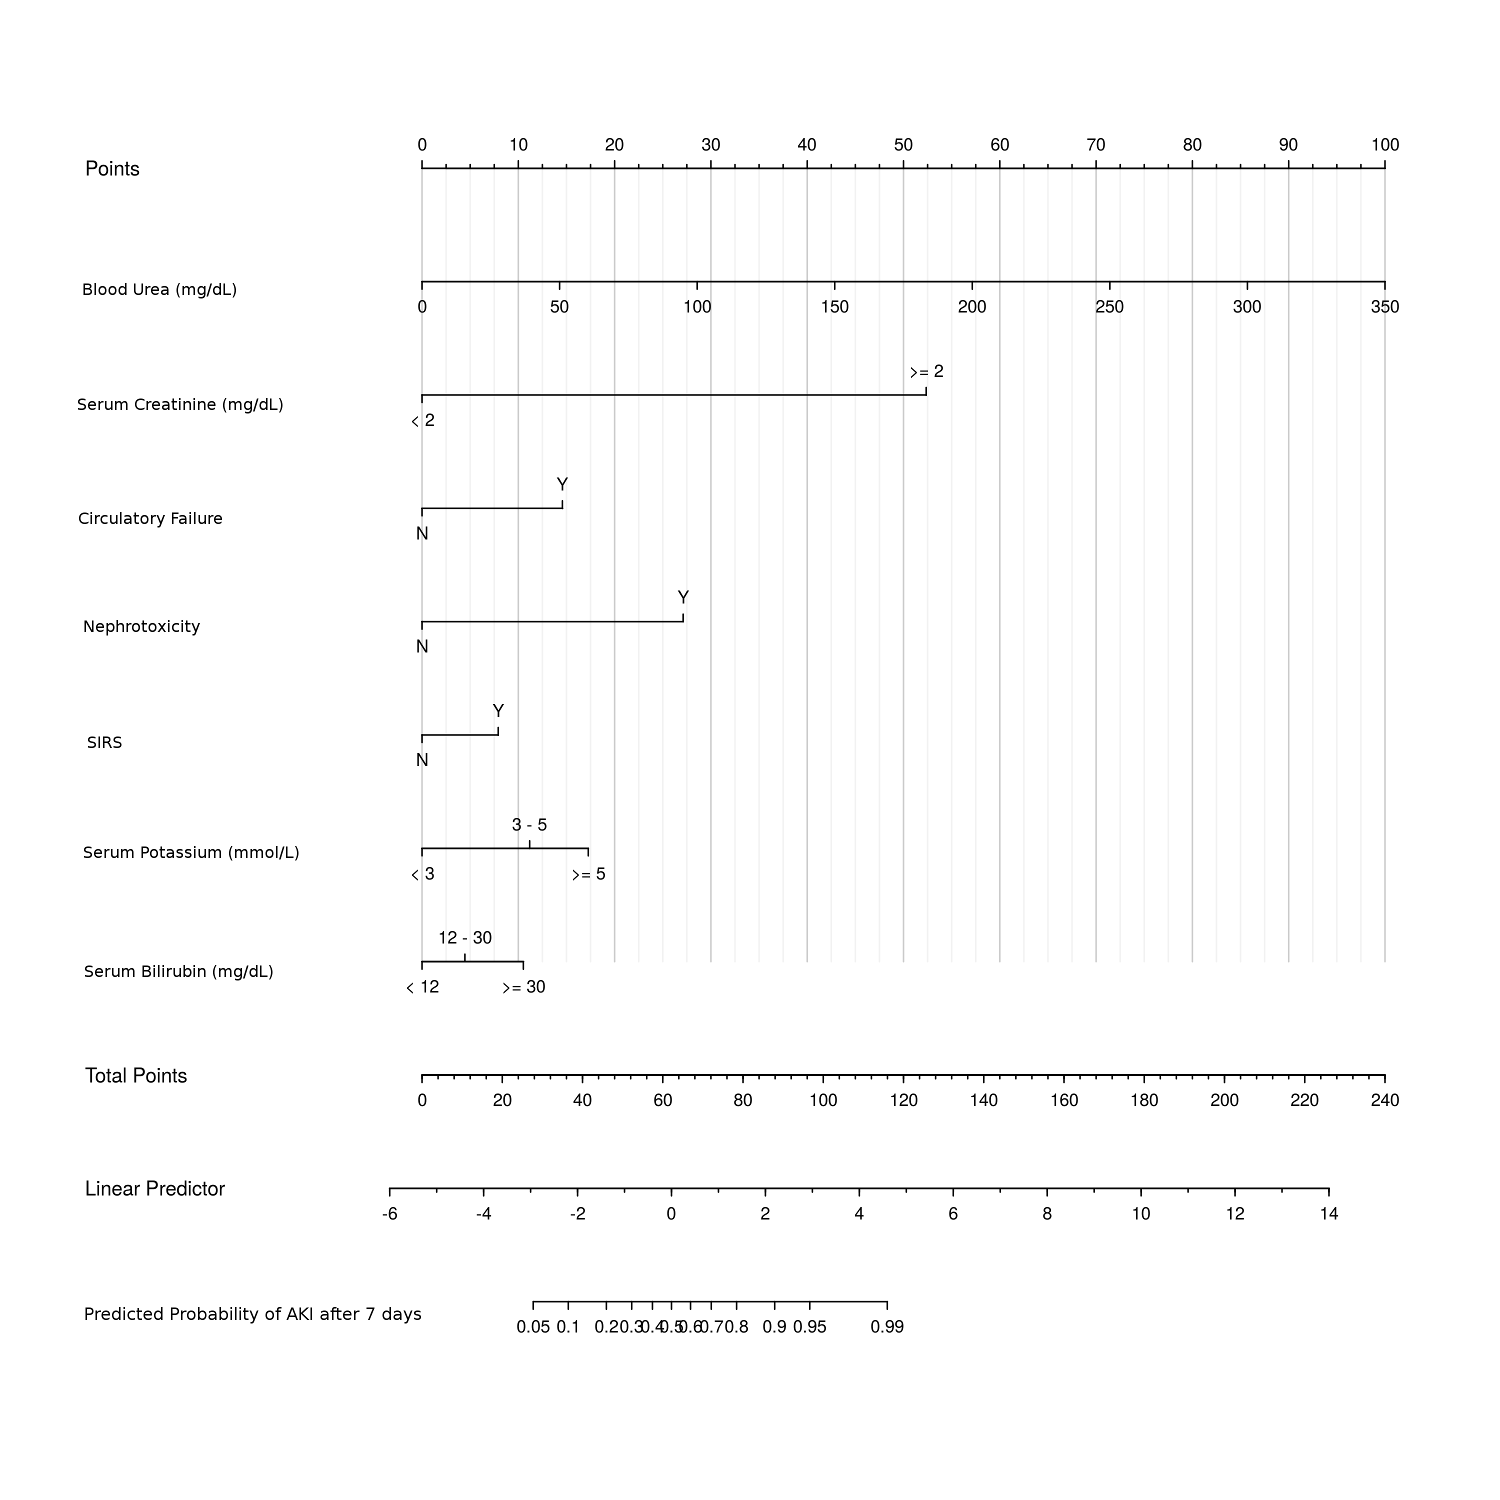 0 10 20 30 40 50 60 70 80 90 100
Points
Blood Urea (mg/dL)
0 50 100 150 200 250 300 350
>= 2
Serum Creatinine (mg/dL)
< 2
Y
Circulatory Failure
N
Y
Nephrotoxicity
N
Y
SIRS
N
3 - 5
Serum Potassium (mmol/L)
< 3 >= 5
12 - 30
Serum Bilirubin (mg/dL)
< 12 >= 30
Total Points
0 20 40 60 80 100 120 140 160 180 200 220 240
Linear Predictor
-6 -4 -2 0 2 4 6 8 10 12 14
Predicted Probability of AKI after 7 days
0.05 0.1 0.2 0.3 0.4 0.5 0.6 0.7 0.8 0.9 0.95 0.99